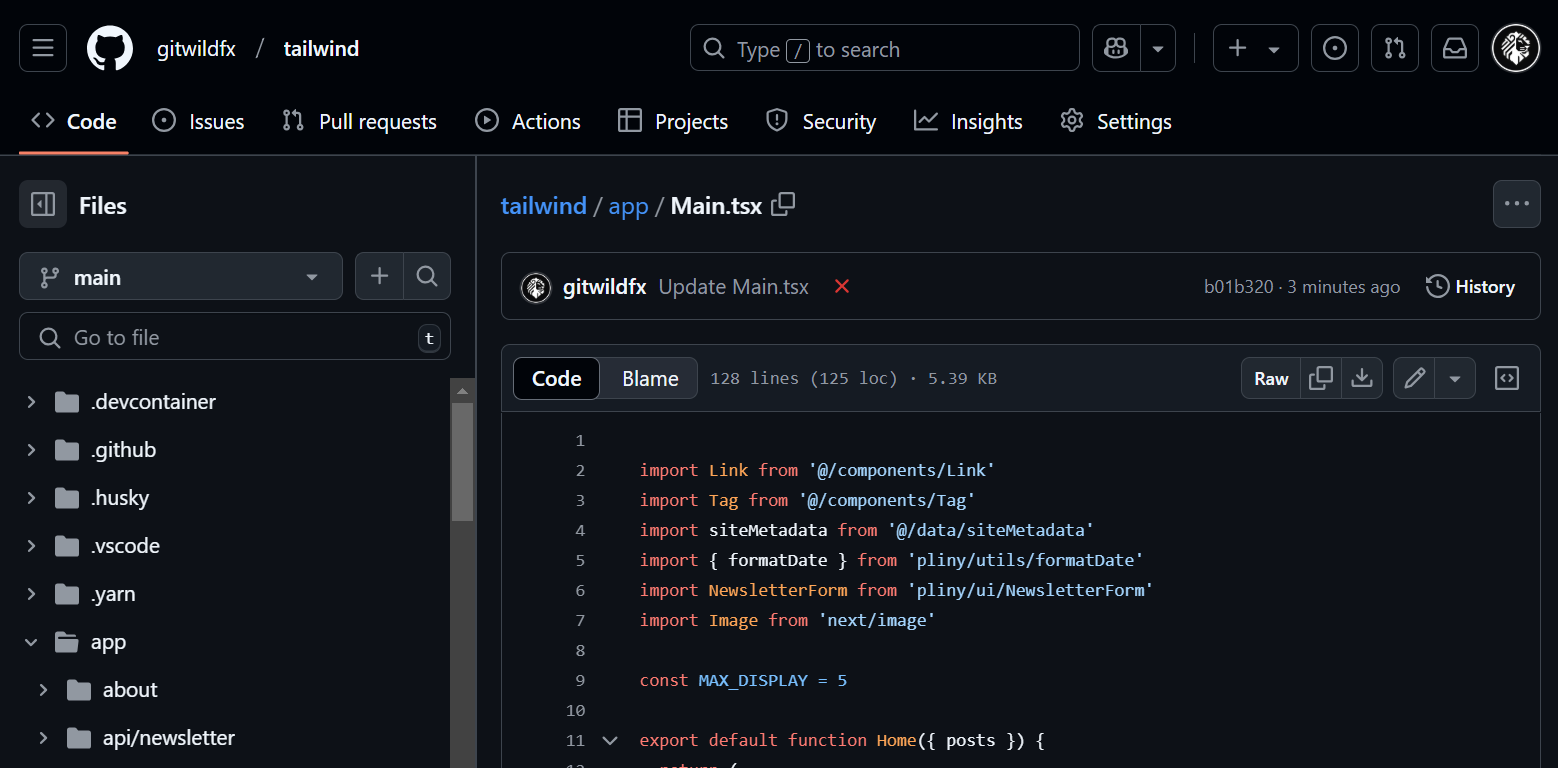 gitwildfx / tailwind
Type / to search
Code Issues Pull requests Actions Projects Security Insights Settings
Files
main
Go to file t
.devcontainer
.github
.husky
.vscode
.yarn
app
about
api/newsletter
tailwind / app / Main.tsx
gitwildfx Update Main.tsx b01b320 · 3 minutes ago History
Code Blame 128 lines (125 loc) · 5.39 KB Raw
1
2 import Link from '@/components/Link'
3 import Tag from '@/components/Tag'
4 import siteMetadata from '@/data/siteMetadata'
5 import { formatDate } from 'pliny/utils/formatDate'
6 import NewsletterForm from 'pliny/ui/NewsletterForm'
7 import Image from 'next/image'
8
9 const MAX_DISPLAY = 5
10
11 export default function Home({ posts }) {
12 return (